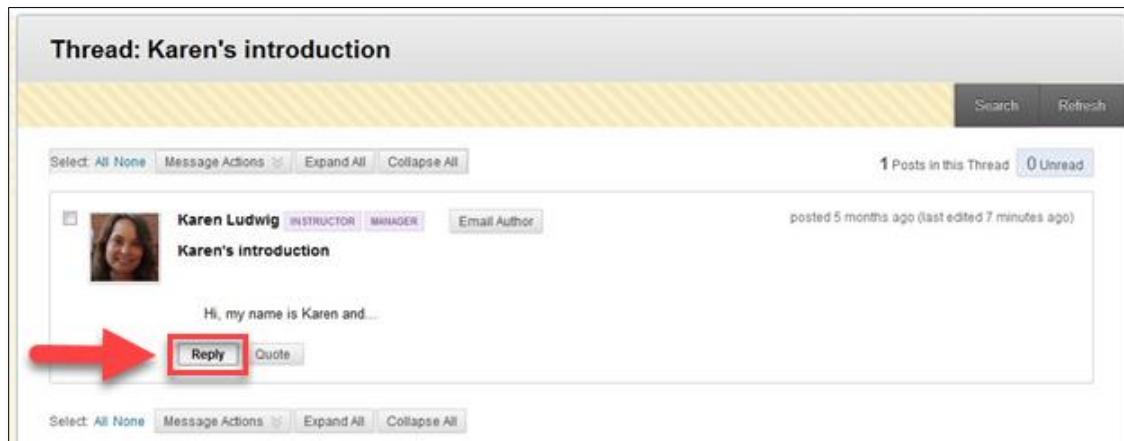 Thread: Karen's introduction
Search Refresh
Select: All None Message Actions Expand All Collapse All 1 Posts in this Thread 0 Unread
Karen Ludwig INSTRUCTOR MANAGER Email Author posted 5 months ago (last edited 7 minutes ago)
Karen's introduction
Hi, my name is Karen and...
Reply Quote
Select: All None Message Actions Expand All Collapse All